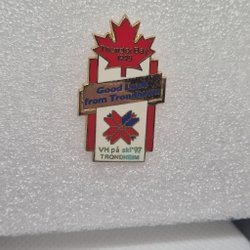 Thunder Bay
1995
Good Luck
from Trondheim
VM på ski '97
TRONDHEIM